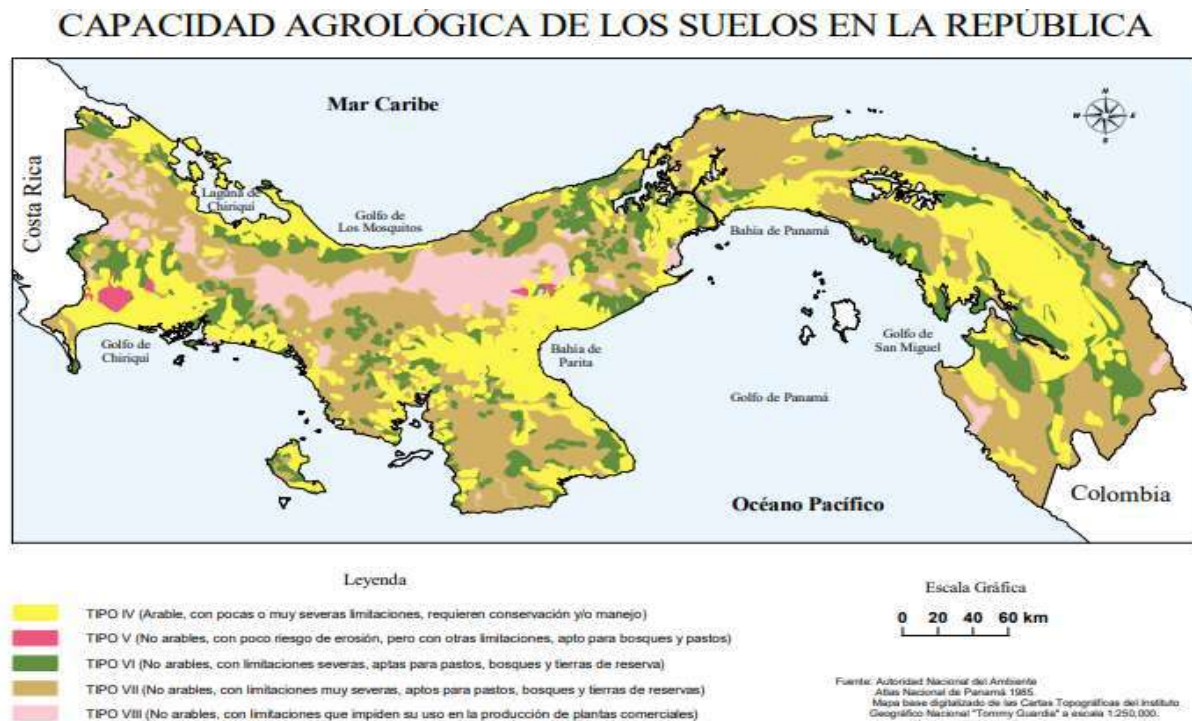 CAPACIDAD AGROLÓGICA DE LOS SUELOS EN LA REPÚBLICA
Mar Caribe
N
E
S
Costa Rica
Laguna de
Chiriquí
Golfo de
Los Mosquitos
Bahía de Panamá
Golfo de
Chiriquí
Bahía de
Parita
Golfo de
San Miguel
Golfo de Panamá
Océano Pacífico
Colombia
Leyenda
TIPO IV (Arable, con pocas o muy severas limitaciones, requieren conservación y/o manejo)
TIPO V (No arables, con poco riesgo de erosión, pero con otras limitaciones, apto para bosques y pastos)
TIPO VI (No arables, con limitaciones severas, aptas para pastos, bosques y tierras de reserva)
TIPO VII (No arables, con limitaciones muy severas, aptos para pastos, bosques y tierras de reservas)
TIPO VIII (No arables, con limitaciones que impiden su uso en la producción de plantas comerciales)
Escala Gráfica
0 20 40 60 km
Fuente: Autoridad Nacional del Ambiente
Atlas Nacional de Panamá 1985.
Mapa base digitalizado de las Cartas Topográficas del Instituto
Geográfico Nacional "Tommy Guardia" a escala 1:250,000.